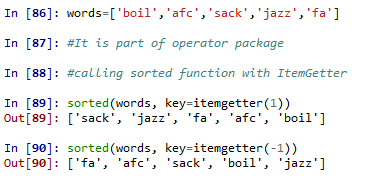 In [86]: words=['boil','afc','sack','jazz','fa']
In [87]: #It is part of operator package
In [88]: #calling sorted function with ItemGetter
In [89]: sorted(words, key=itemgetter(1))
Out[89]: ['sack', 'jazz', 'fa', 'afc', 'boil']
In [90]: sorted(words, key=itemgetter(-1))
Out[90]: ['fa', 'afc', 'sack', 'boil', 'jazz']